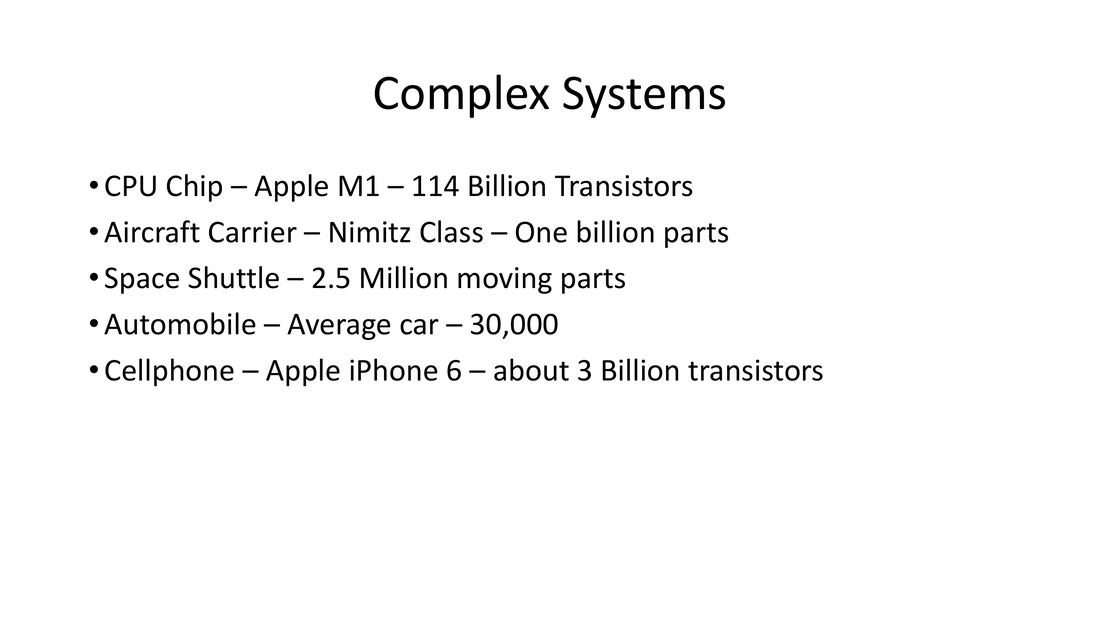 Complex Systems
• CPU Chip – Apple M1 – 114 Billion Transistors
• Aircraft Carrier – Nimitz Class – One billion parts
• Space Shuttle – 2.5 Million moving parts
• Automobile – Average car – 30,000
• Cellphone – Apple iPhone 6 – about 3 Billion transistors